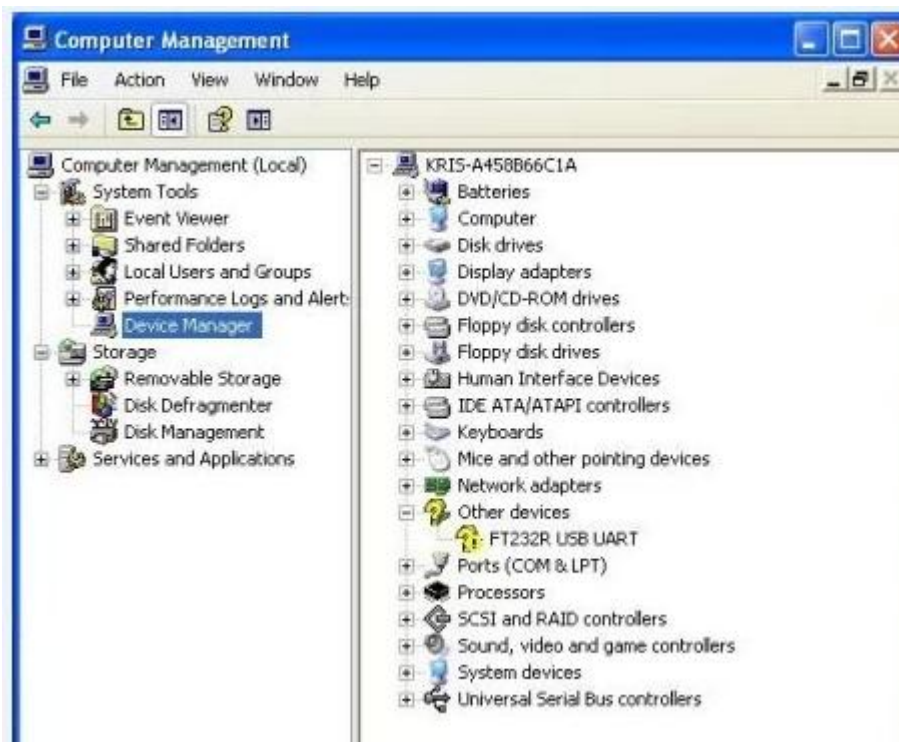 Computer Management
File Action View Window Help
Computer Management (Local)
System Tools
Event Viewer
Shared Folders
Local Users and Groups
Performance Logs and Alert
Device Manager
Storage
Removable Storage
Disk Defragmenter
Disk Management
Services and Applications
KRIS-A458B66C1A
Batteries
Computer
Disk drives
Display adapters
DVD/CD-ROM drives
Floppy disk controllers
Floppy disk drives
Human Interface Devices
IDE ATA/ATAPI controllers
Keyboards
Mice and other pointing devices
Network adapters
Other devices
FT232R USB UART
Ports (COM & LPT)
Processors
SCSI and RAID controllers
Sound, video and game controllers
System devices
Universal Serial Bus controllers